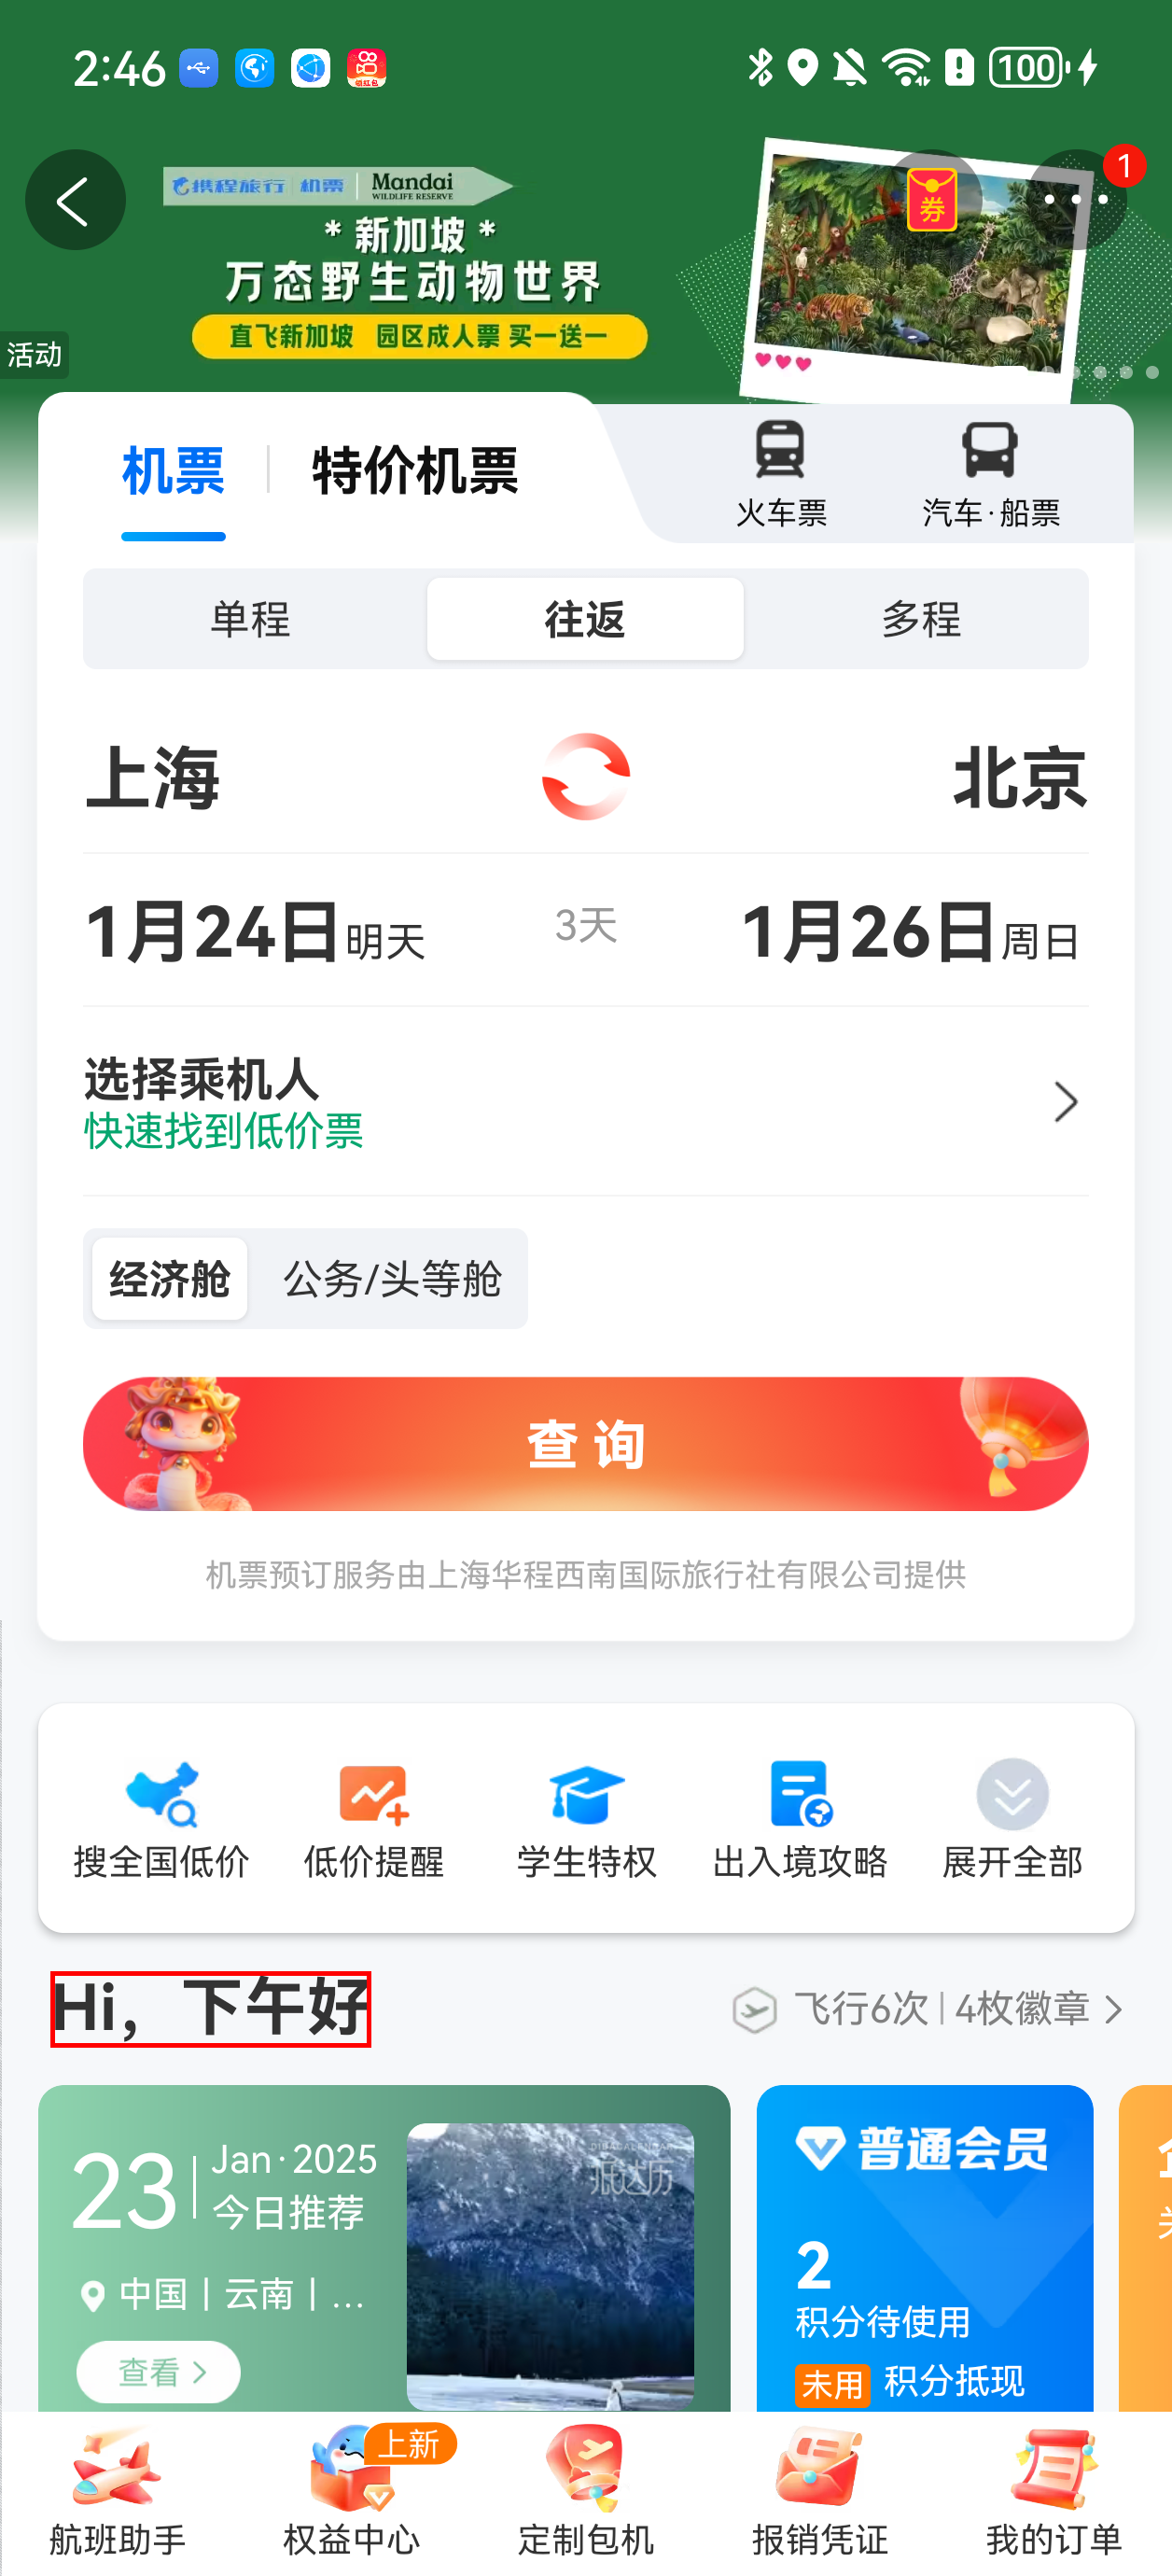 2:46
100
携程旅行 机票 Mandai
WILDLIFE RESERVE
* 新加坡 *
万态野生动物世界
直飞新加坡 园区成人票 买一送一
券
1
活动
机票
特价机票
火车票
汽车·船票
单程
往返
多程
上海
北京
1月24日明天
3天
1月26日周日
选择乘机人
快速找到低价票
经济舱
公务/头等舱
查询
机票预订服务由上海华程西南国际旅行社有限公司提供
搜全国低价
低价提醒
学生特权
出入境攻略
展开全部
Hi，下午好
飞行6次
4枚徽章
23
Jan·2025
今日推荐
中国丨云南丨...
查看
普通会员
2
积分待使用
未用 积分抵现
上新
航班助手
权益中心
定制包机
报销凭证
我的订单